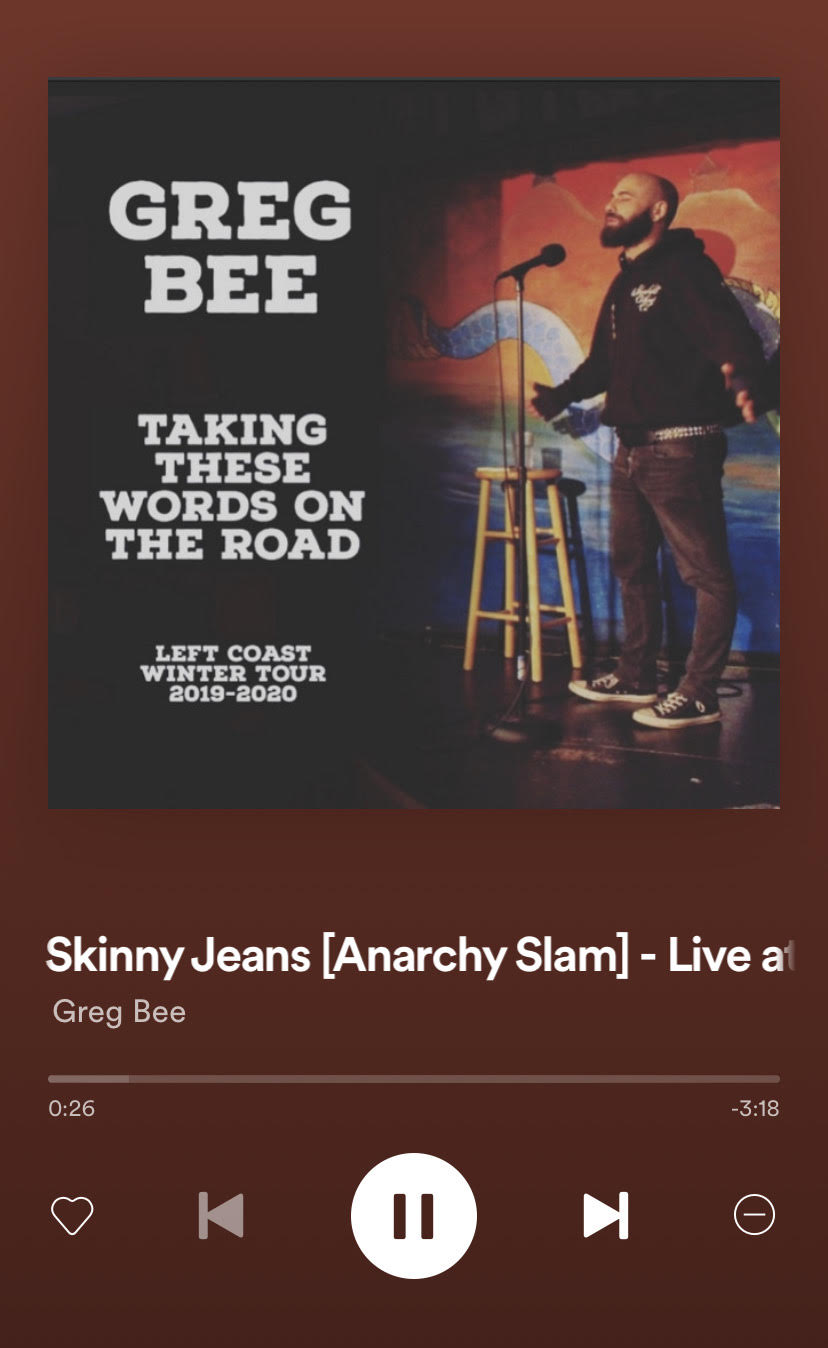 GREG
BEE
TAKING
THESE
WORDS ON
THE ROAD
LEFT COAST
WINTER TOUR
2019-2020
Skinny Jeans [Anarchy Slam] - Live at
Greg Bee
0:26
-3:18